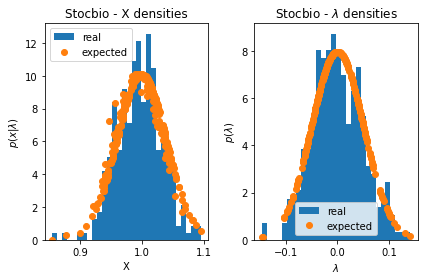 Stocbio - X densities
real
expected
p(x|λ)
12
10
8
6
4
2
0
0.9
1.0
1.1
X
Stocbio - λ densities
p(λ)
8
6
4
2
0
real
expected
−0.1
0.0
0.1
λ